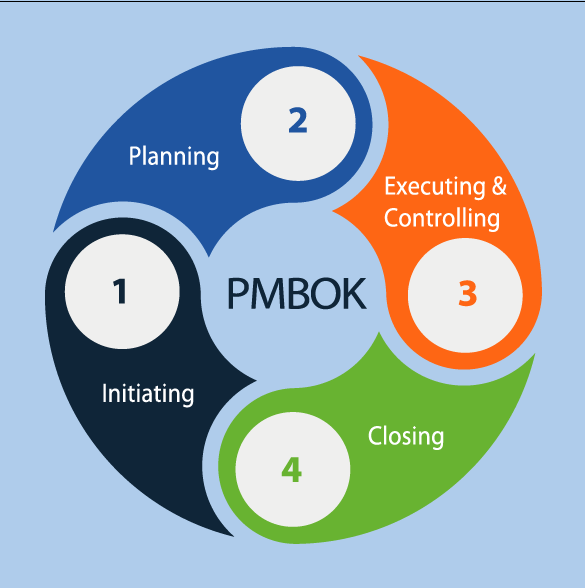 2
Planning
Executing &
Controlling
1
PMBOK
3
Initiating
Closing
4